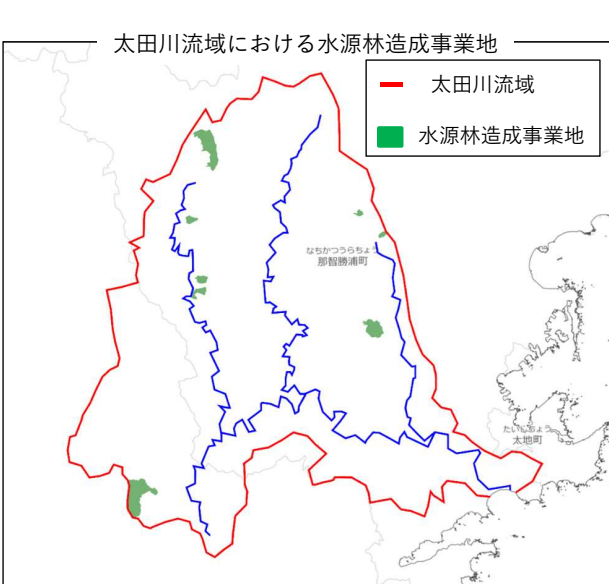 太田川流域における水源林造成事業地
太田川流域
水源林造成事業地
なちかつうらちょう
那智勝浦町
たいじちょう
太地町